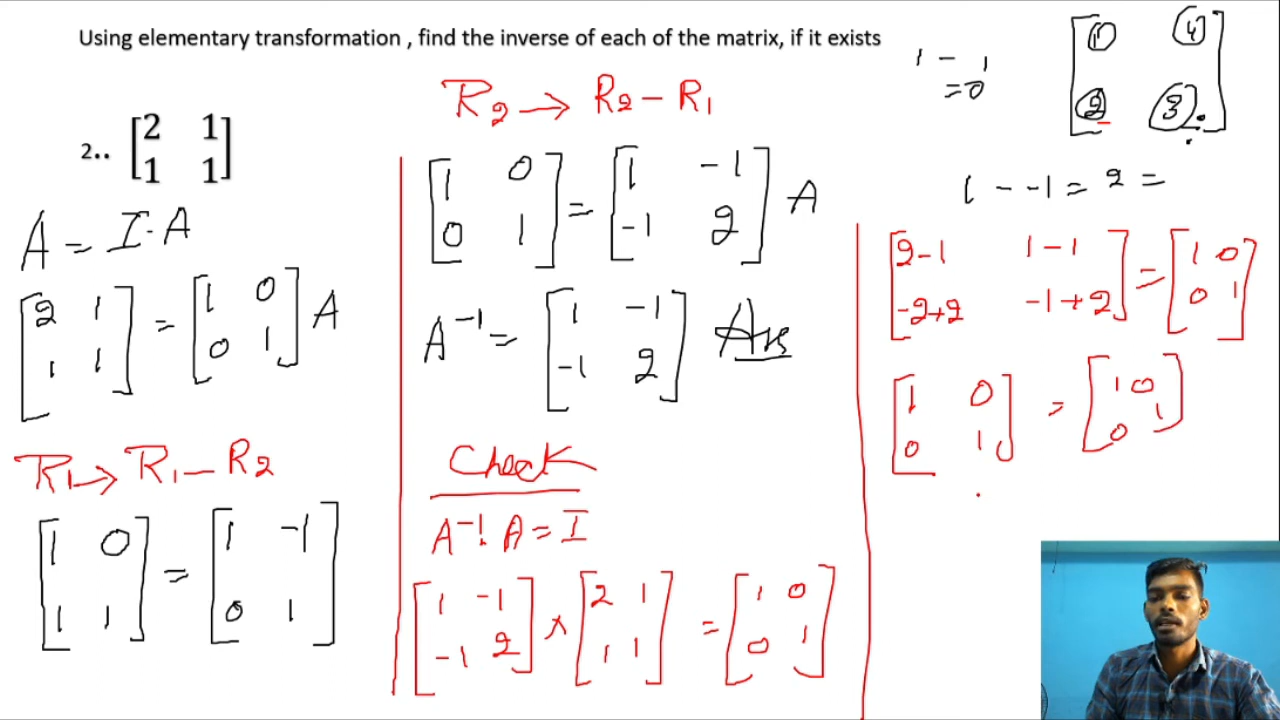 Using elementary transformation , find the inverse of each of the matrix, if it exists
2.. [2 1
1 1]
A = I.A
[2 1
1 1] = [1 0
0 1] A
R1 → R1 - R2
[1 0
1 1] = [1 -1
0 1]
R2 → R2 - R1
[1 0
0 1] = [1 -1
-1 2] A
A^-1 = [1 -1
-1 2] Ans
Check
A^-1. A = I
[1 -1
-1 2] × [2 1
1 1] = [1 0
0 1]
1 - 1
= 0
[1 4
2 3]
1 - -1 = 2 =
[2-1 1-1
-2+2 -1+2] = [1 0
0 1]
[1 0
0 1] = [1 0
0 1]